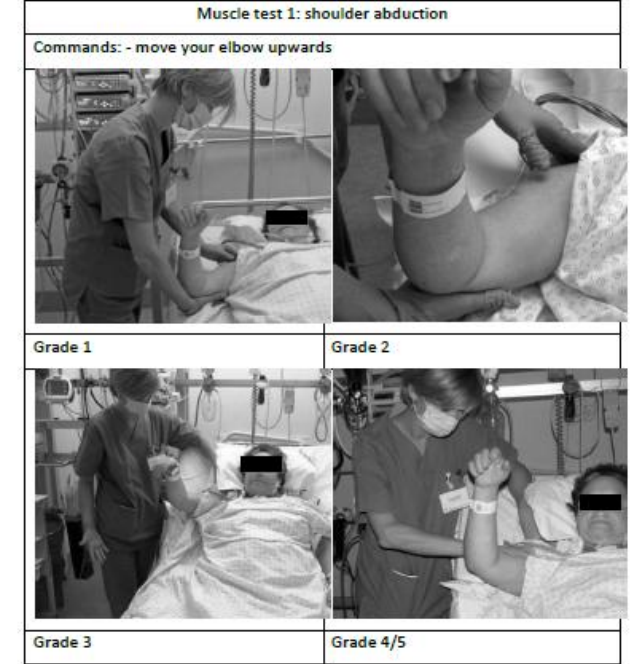 Muscle test 1: shoulder abduction
Commands: - move your elbow upwards
Grade 1
Grade 2
Grade 3
Grade 4/5